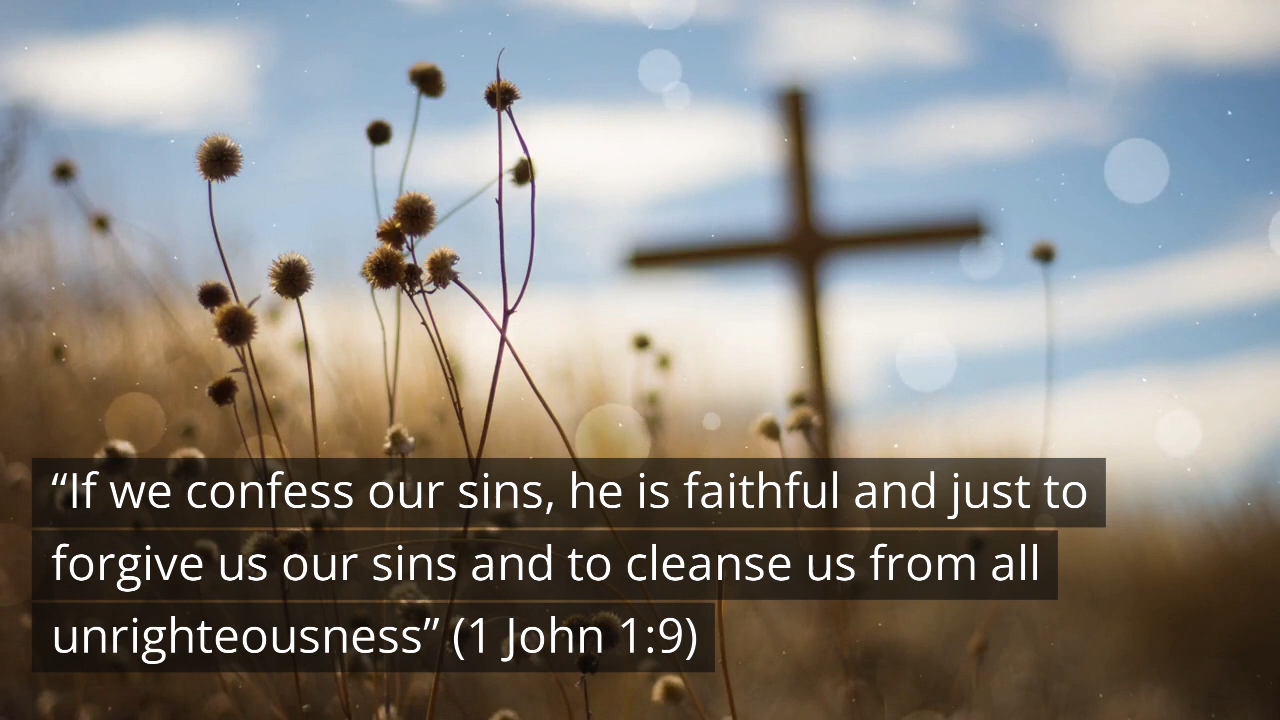 “If we confess our sins, he is faithful and just to
forgive us our sins and to cleanse us from all
unrighteousness” (1 John 1:9)